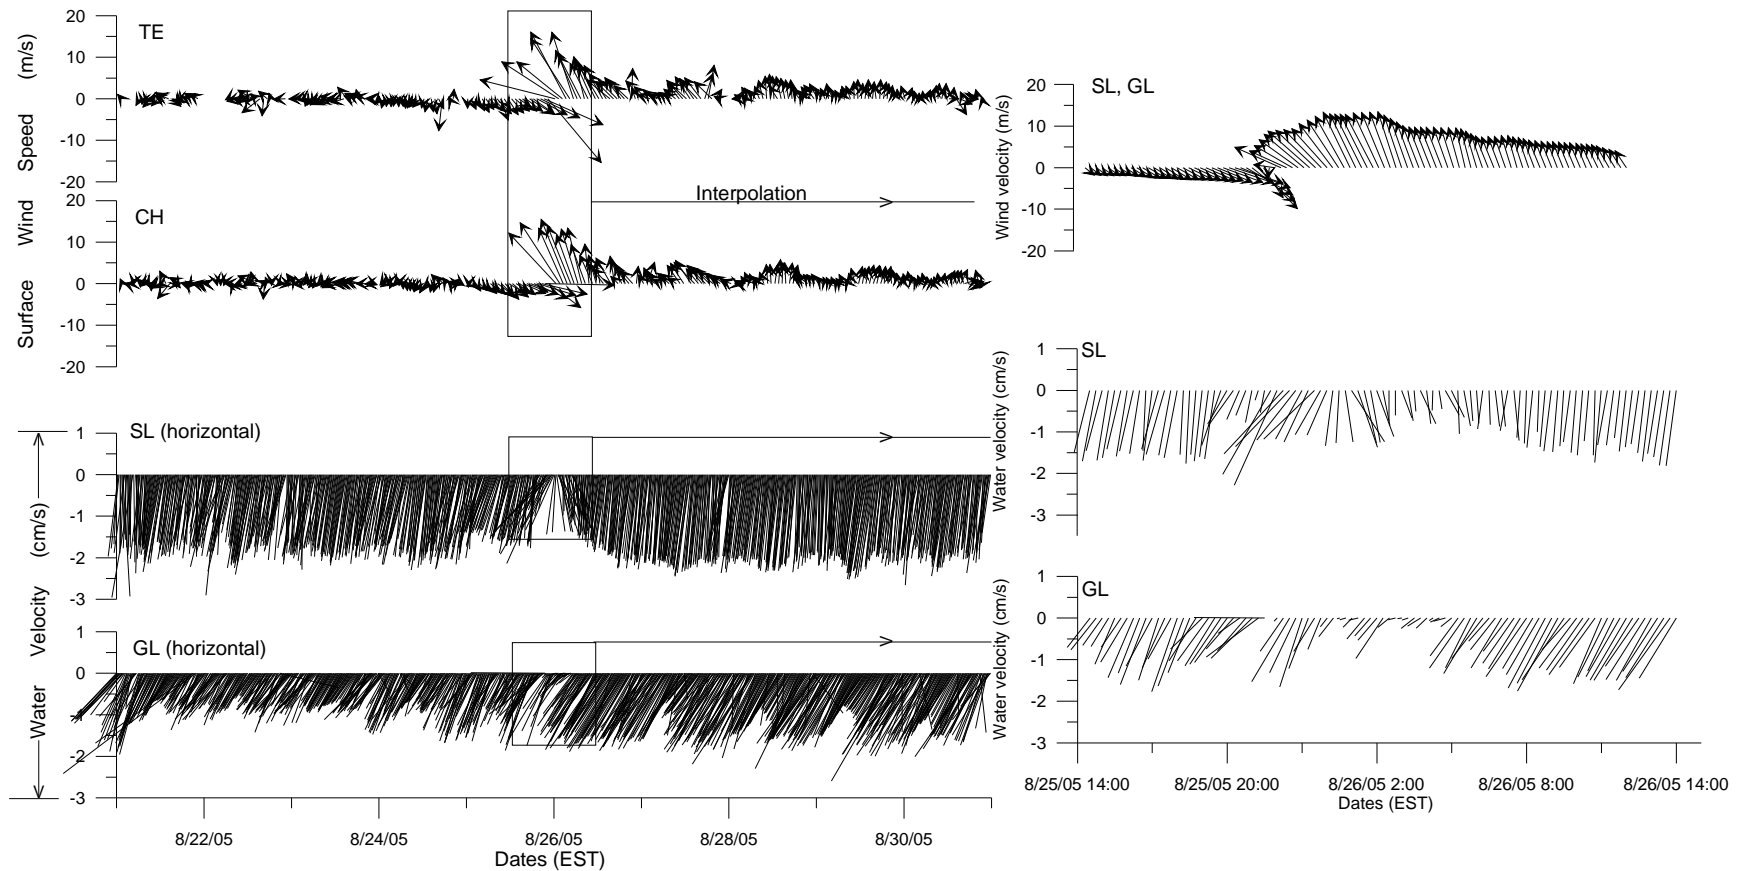 Surface Wind Speed (m/s)
TE
20
10
0
-10
-20
Interpolation
CH
20
10
0
-10
-20
Water Velocity (cm/s)
SL (horizontal)
1
0
-1
-2
-3
GL (horizontal)
1
0
-1
-2
-3
8/22/05 8/24/05 8/26/05 8/28/05 8/30/05
Dates (EST)
Wind velocity (m/s)
SL, GL
20
10
0
-10
-20
Water velocity (cm/s)
SL
1
0
-1
-2
-3
Water velocity (cm/s)
GL
1
0
-1
-2
-3
8/25/05 14:00 8/25/05 20:00 8/26/05 2:00 8/26/05 8:00 8/26/05 14:00
Dates (EST)